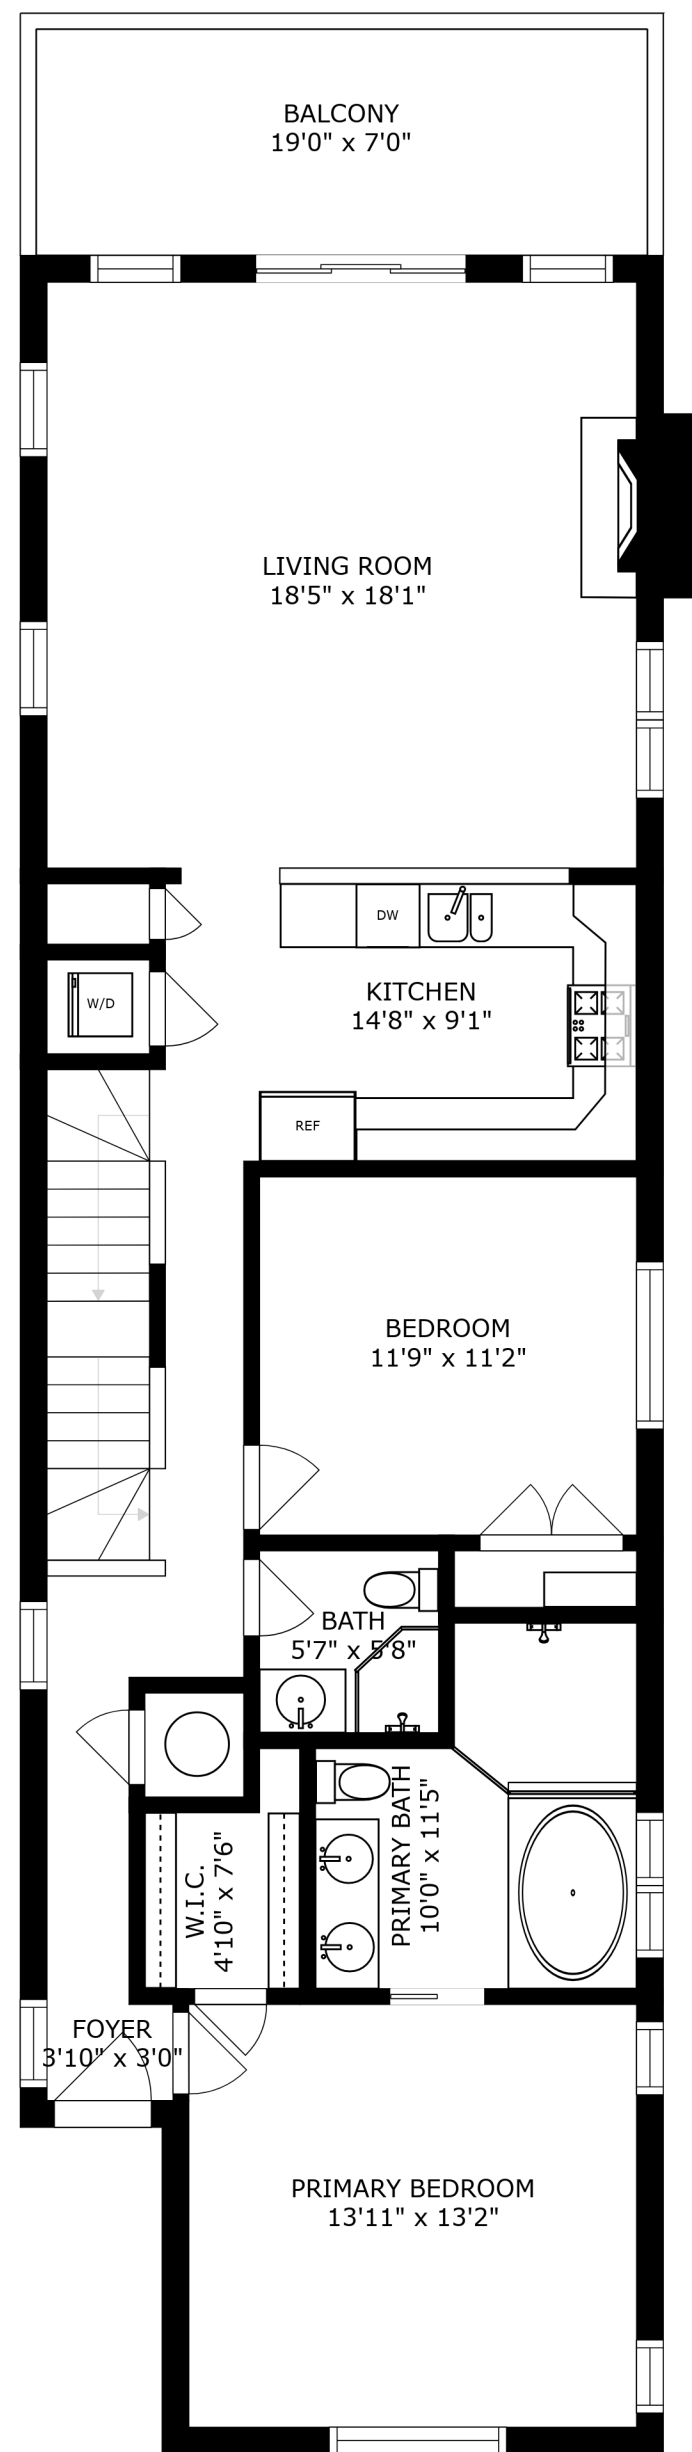 BALCONY
19'0" x 7'0"
LIVING ROOM
18'5" x 18'1"
DW
KITCHEN
14'8" x 9'1"
W/D
REF
BEDROOM
11'9" x 11'2"
BATH
5'7" x 5'8"
PRIMARY BATH
10'0" x 11'5"
W.I.C.
4'10" x 7'6"
FOYER
3'10" x 3'0"
PRIMARY BEDROOM
13'11" x 13'2"